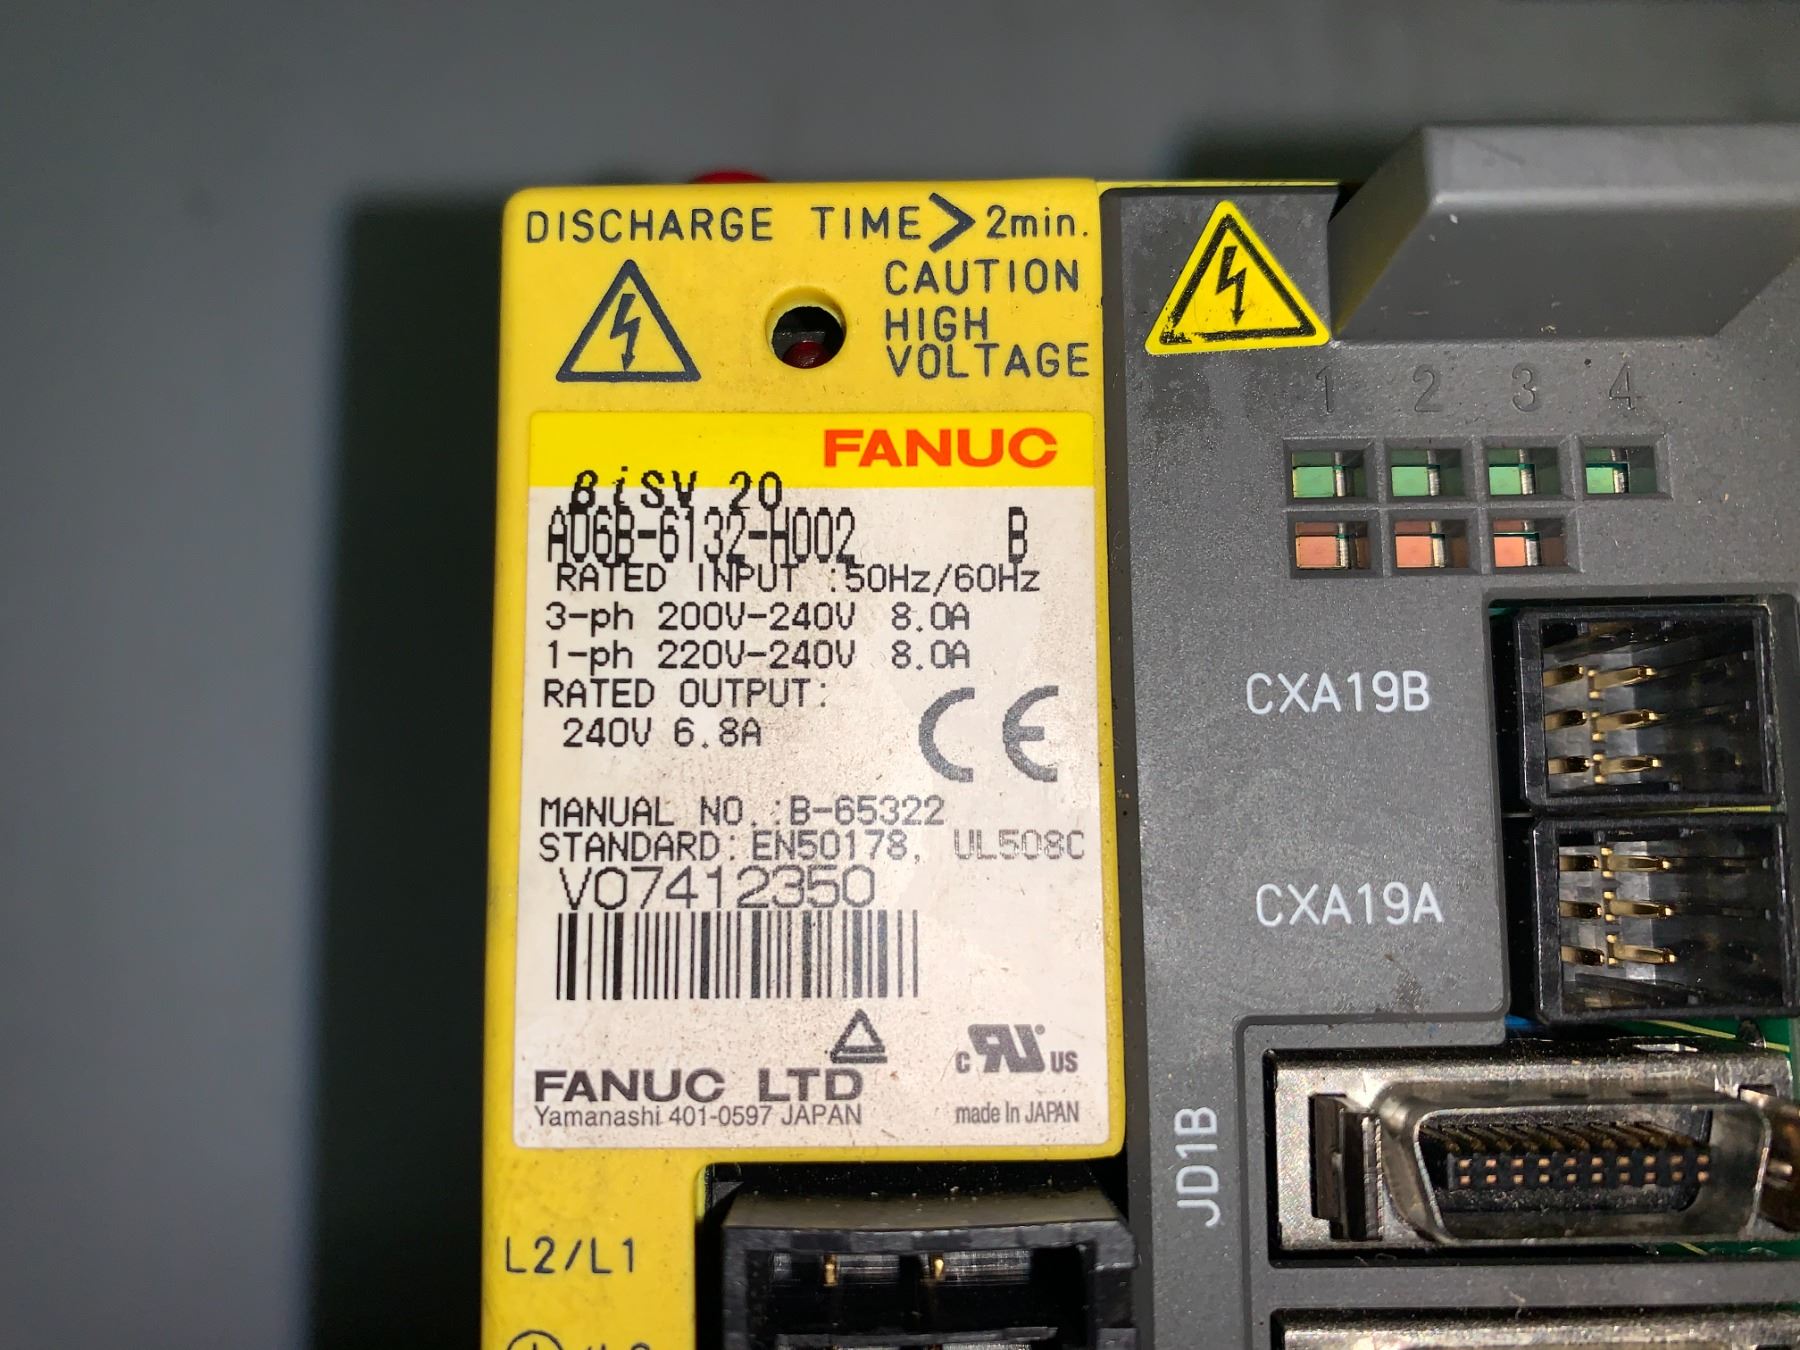 DISCHARGE TIME > 2min.
CAUTION
HIGH
VOLTAGE
FANUC
βiSV 20
A06B-6132-H002 B
RATED INPUT :50Hz/60Hz
3-ph 200V-240V 8.0A
1-ph 220V-240V 8.0A
RATED OUTPUT:
240V 6.8A
CE
MANUAL NO.:B-65322
STANDARD:EN50178, UL508C
V07412350
FANUC LTD
Yamanashi 401-0597 JAPAN
c RU US
made In JAPAN
L2/L1
1 2 3 4
CXA19B
CXA19A
JD1B